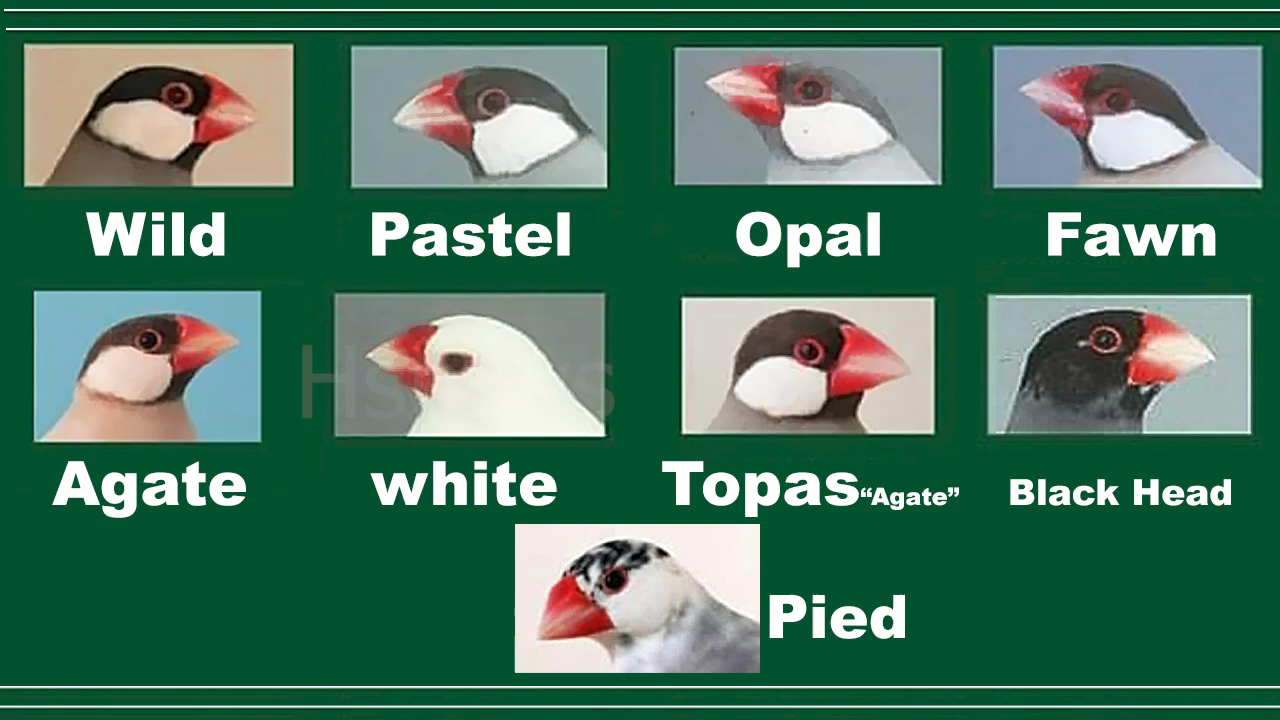 Wild
Pastel
Opal
Fawn
Agate
white
Topas“Agate”
Black Head
Pied